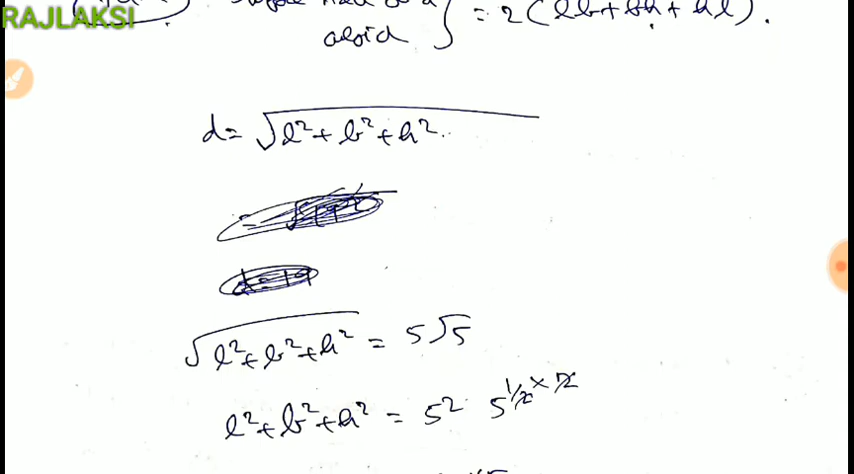 RAJLAKSI
= 2 (lb + bh + hl).
d = √l² + b² + h²
√l² + b² + h² = 5√5
l² + b² + h² = 5² 5^1/2 × 2